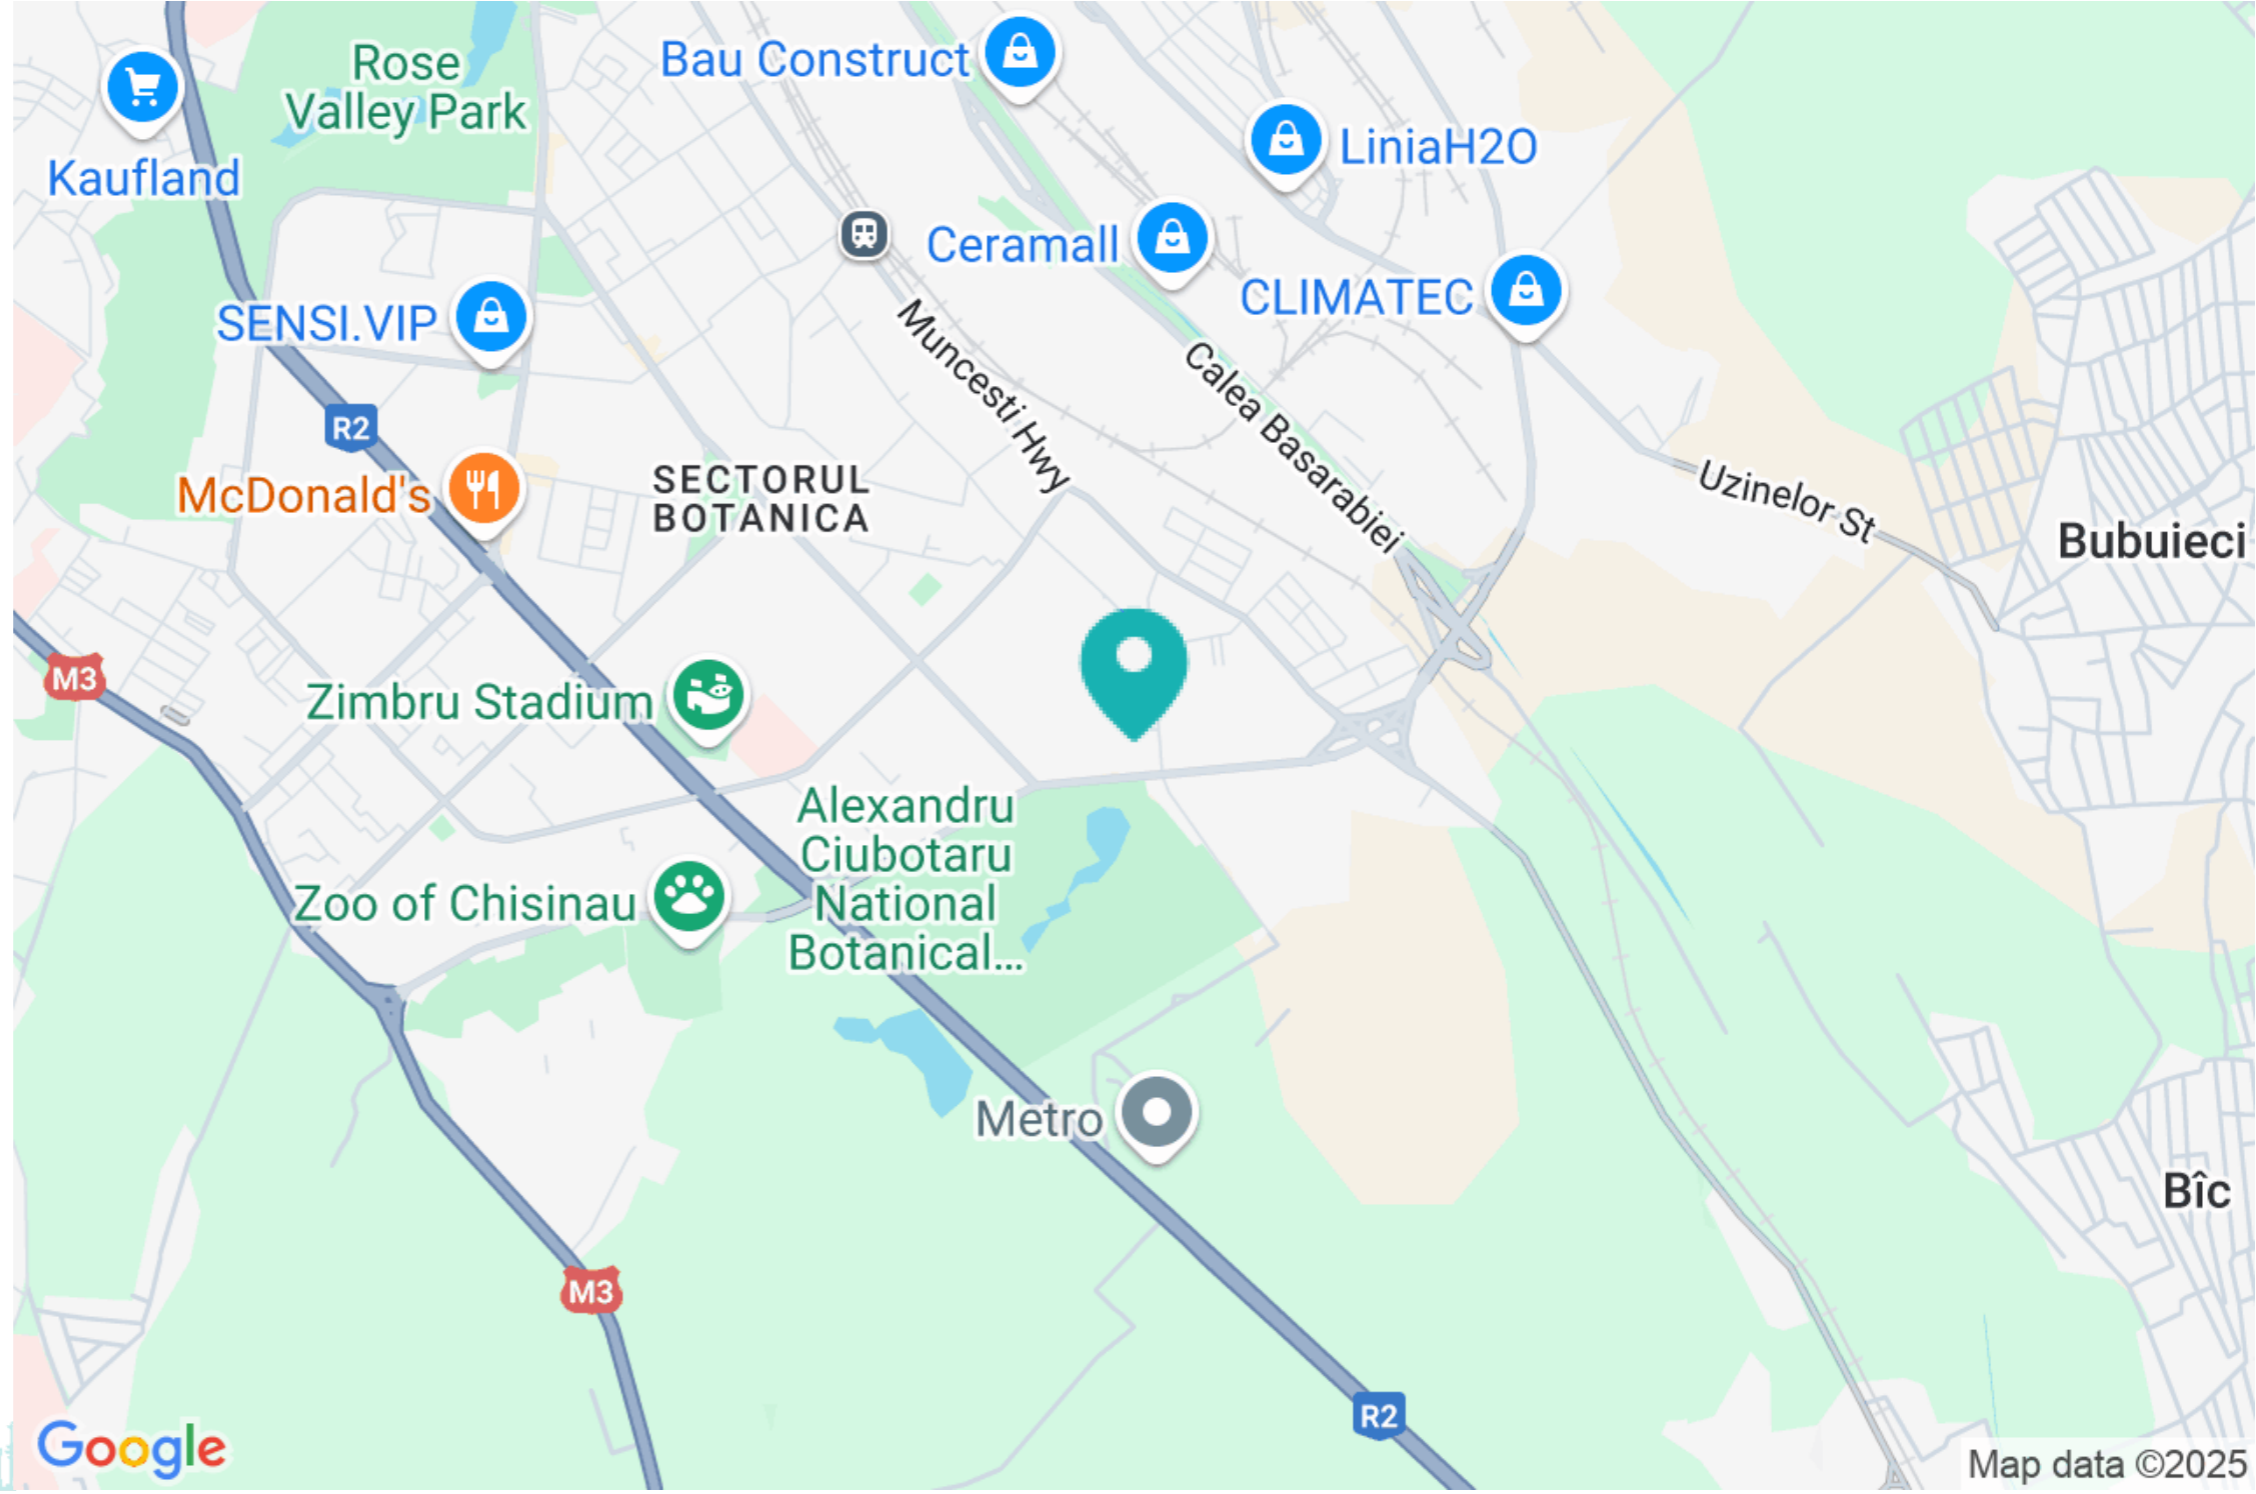 Rose
Valley Park
Bau Construct
Kaufland
LiniaH2O
Ceramall
CLIMATEC
SENSI.VIP
Muncesti Hwy
Calea Basarabiei
R2
McDonald's
SECTORUL
BOTANICA
Uzinelor St
Bubuieci
M3
Zimbru Stadium
Alexandru
Ciubotaru
National
Botanical...
Zoo of Chisinau
Metro
Bîc
M3
R2
Google
Map data ©2025